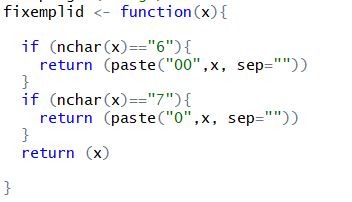 fixemplid <- function(x){
if (nchar(x)=="6"){
return (paste("00",x, sep=""))
}
if (nchar(x)=="7"){
return (paste("0",x, sep=""))
}
return (x)
}